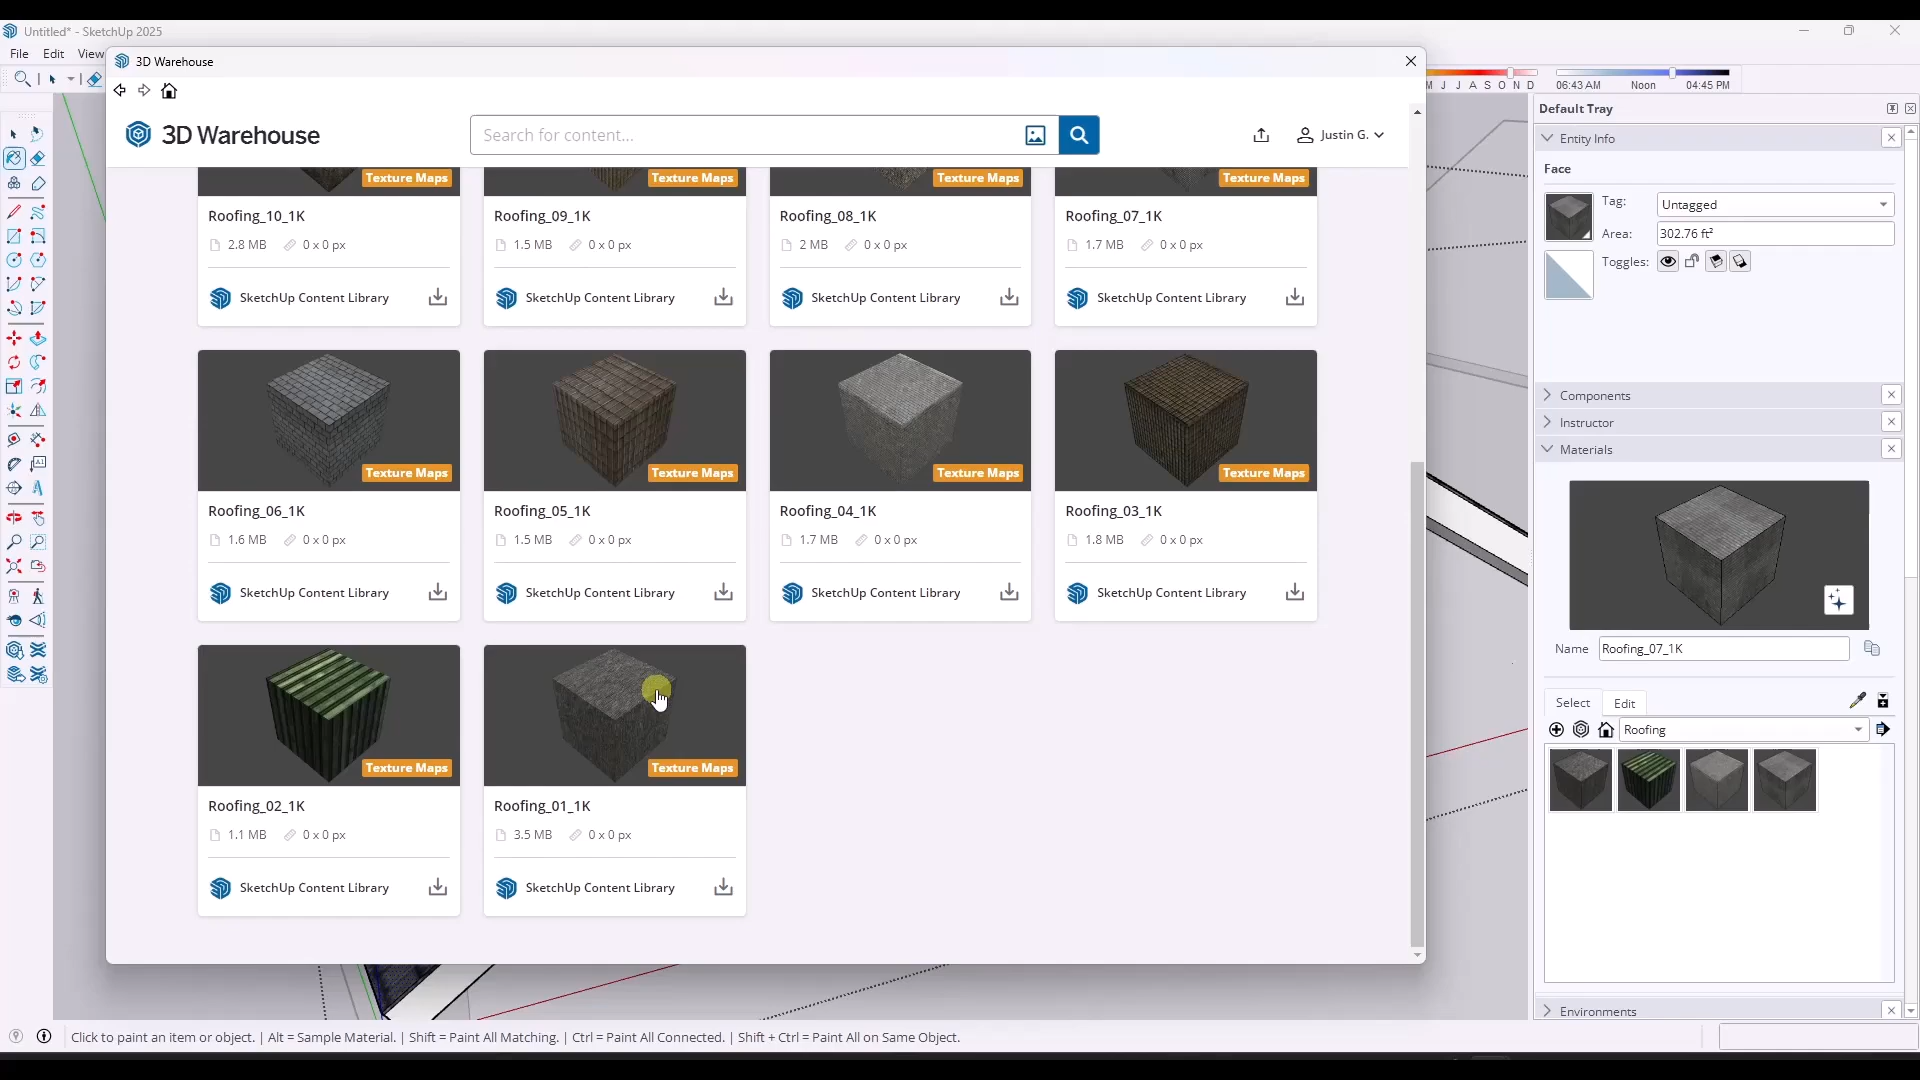 Untitled* - SketchUp 2025
File Edit View
3D Warehouse
3D Warehouse
Search for content...
Justin G.
J J A S O N D
06:43 AM Noon 04:45 PM
Texture Maps Texture Maps Texture Maps Texture Maps
Roofing_10_1K Roofing_09_1K Roofing_08_1K Roofing_07_1K
2.8 MB 0 x 0 px 1.5 MB 0 x 0 px 2 MB 0 x 0 px 1.7 MB 0 x 0 px
SketchUp Content Library SketchUp Content Library SketchUp Content Library SketchUp Content Library
Texture Maps Texture Maps Texture Maps Texture Maps
Roofing_06_1K Roofing_05_1K Roofing_04_1K Roofing_03_1K
1.6 MB 0 x 0 px 1.5 MB 0 x 0 px 1.7 MB 0 x 0 px 1.8 MB 0 x 0 px
SketchUp Content Library SketchUp Content Library SketchUp Content Library SketchUp Content Library
Texture Maps Texture Maps
Roofing_02_1K Roofing_01_1K
1.1 MB 0 x 0 px 3.5 MB 0 x 0 px
SketchUp Content Library SketchUp Content Library
Default Tray
Entity Info
Face
Tag: Untagged
Area: 302.76 ft²
Toggles:
Components
Instructor
Materials
Name Roofing_07_1K
Select Edit
Roofing
Environments
Click to paint an item or object. | Alt = Sample Material. | Shift = Paint All Matching. | Ctrl = Paint All Connected. | Shift + Ctrl = Paint All on Same Object.